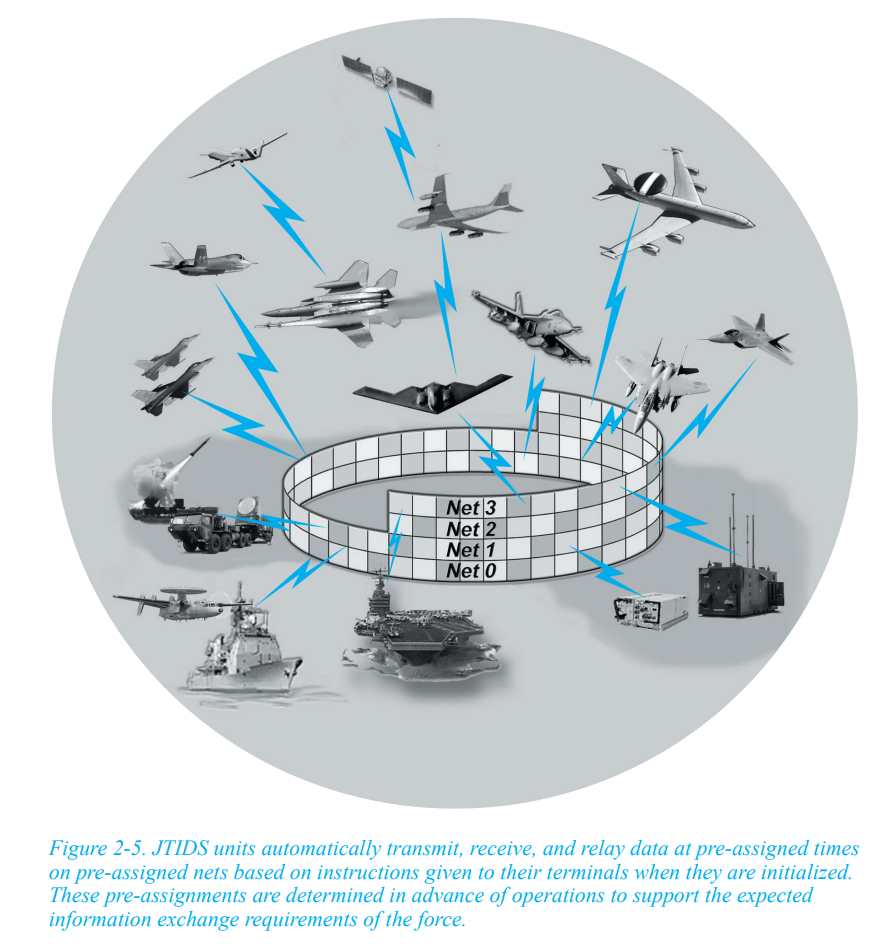 Net 3
Net 2
Net 1
Net 0
Figure 2-5. JTIDS units automatically transmit, receive, and relay data at pre-assigned times
on pre-assigned nets based on instructions given to their terminals when they are initialized.
These pre-assignments are determined in advance of operations to support the expected
information exchange requirements of the force.